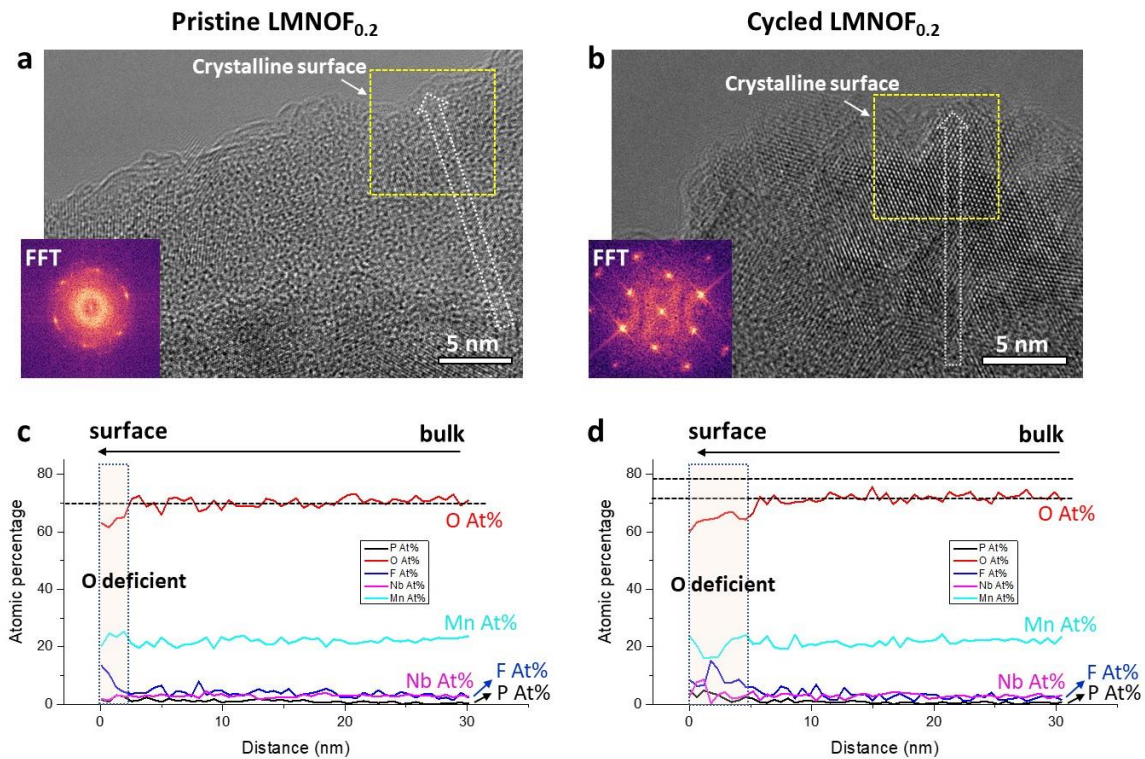 Pristine LMNOF0.2
Cycled LMNOF0.2
a
Crystalline surface
FFT
5 nm
b
Crystalline surface
FFT
5 nm
c
surface
bulk
80
60
40
20
0
Atomic percentage
O At%
O deficient
P At%
O At%
F At%
Nb At%
Mn At%
Mn At%
F At%
Nb At%
P At%
0
10
20
30
Distance (nm)
d
surface
bulk
80
60
40
20
0
Atomic percentage
O At%
O deficient
P At%
O At%
F At%
Nb At%
Mn At%
Mn At%
F At%
Nb At%
P At%
0
10
20
30
Distance (nm)